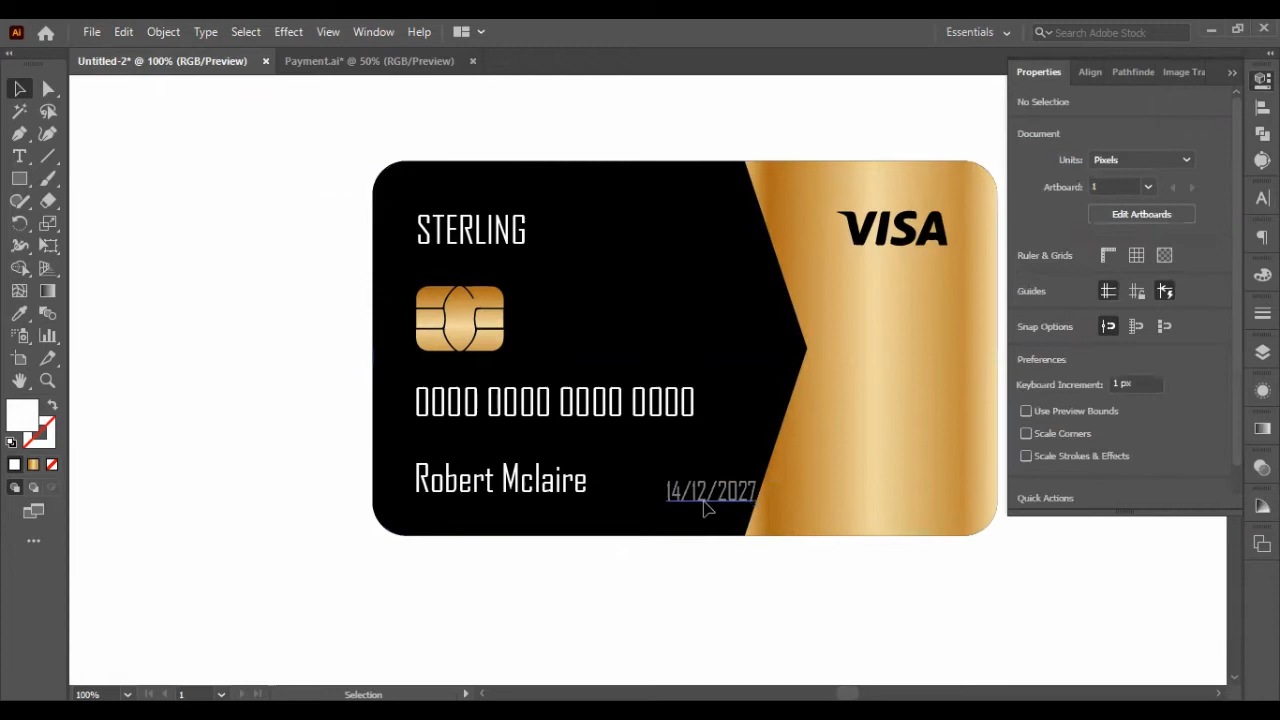 Ai File Edit Object Type Select Effect View Window Help Essentials Search Adobe Stock
Untitled-2* @ 100% (RGB/Preview) × Payment.ai* @ 50% (RGB/Preview) ×
Properties Align Pathfinde Image Tra
No Selection
Document
Units: Pixels
Artboard: 1
Edit Artboards
Ruler & Grids
Guides
Snap Options
Preferences
Keyboard Increment: 1 px
Use Preview Bounds
Scale Corners
Scale Strokes & Effects
Quick Actions
STERLING
VISA
0000 0000 0000 0000
Robert Mclaire
14/12/2027
100% 1 Selection